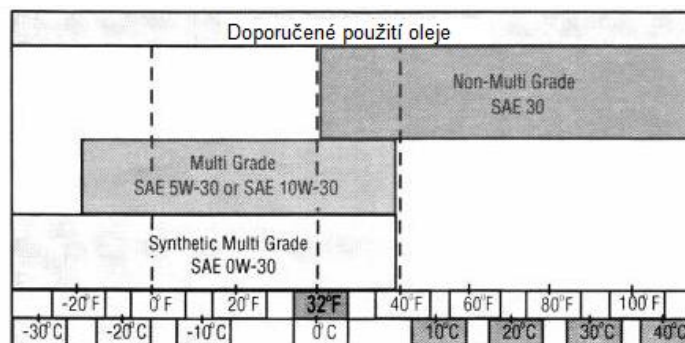 Doporučené použití oleje
Non-Multi Grade
SAE 30
Multi Grade
SAE 5W-30 or SAE 10W-30
Synthetic Multi Grade
SAE 0W-30
-20°F 0°F 20°F 32°F 40°F 60°F 80°F 100°F
-30°C -20°C -10°C 0°C 10°C 20°C 30°C 40°C